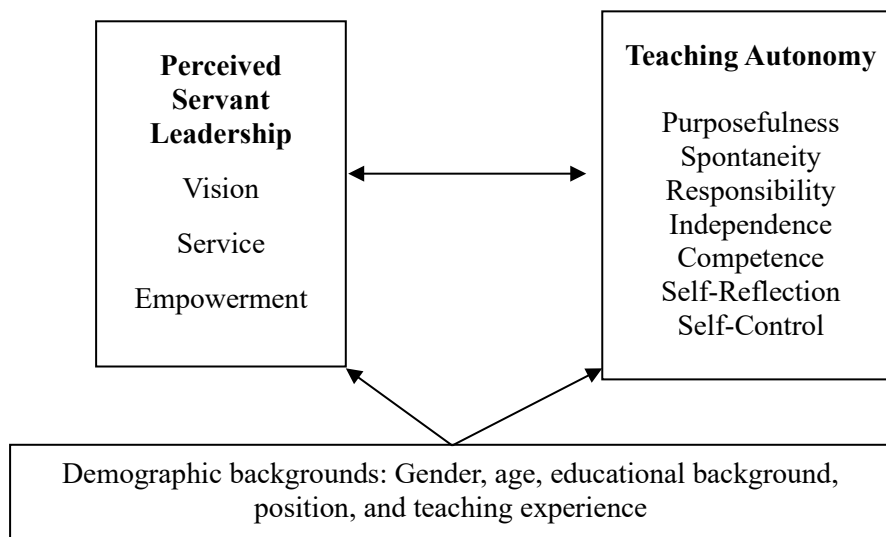 Perceived
Servant
Leadership
Vision
Service
Empowerment
Teaching Autonomy
Purposefulness
Spontaneity
Responsibility
Independence
Competence
Self-Reflection
Self-Control
Demographic backgrounds: Gender, age, educational background,
position, and teaching experience